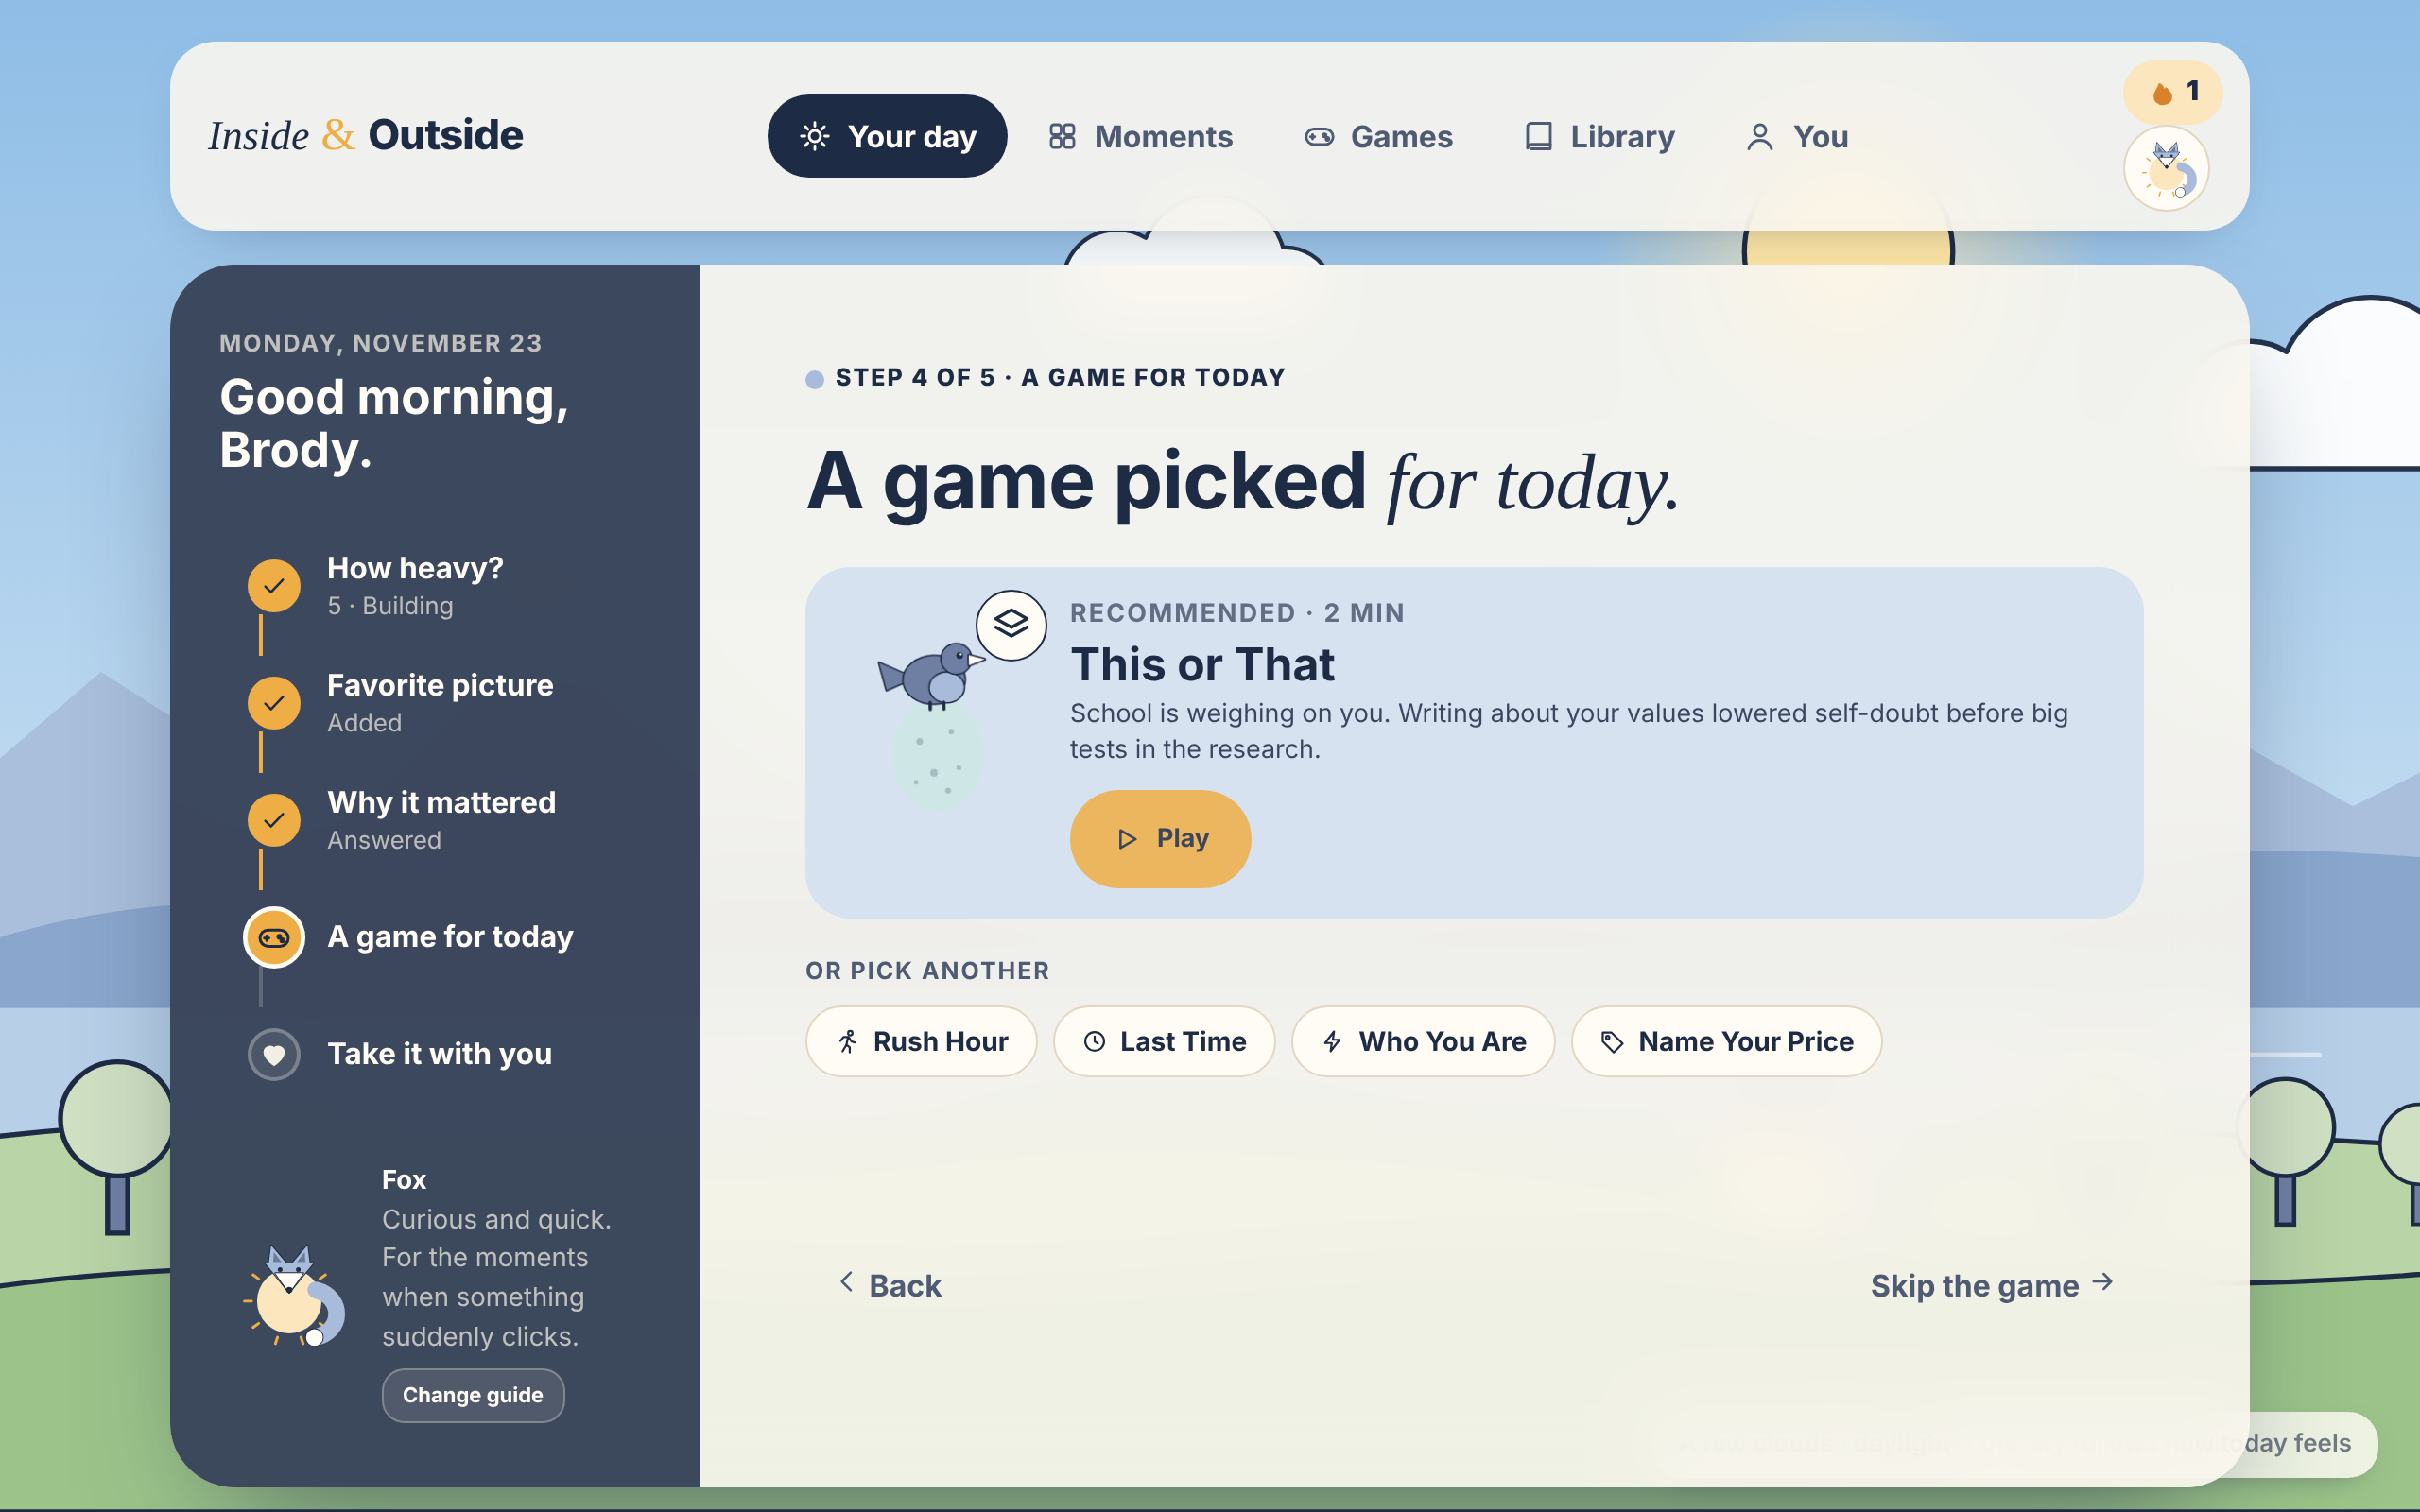 Inside & Outside
Your day
Moments
Games
Library
You
1
MONDAY, NOVEMBER 23
Good morning,
Brody.
How heavy?
5 · Building
Favorite picture
Added
Why it mattered
Answered
A game for today
Take it with you
Fox
Curious and quick.
For the moments
when something
suddenly clicks.
Change guide
STEP 4 OF 5 · A GAME FOR TODAY
A game picked for today.
RECOMMENDED · 2 MIN
This or That
School is weighing on you. Writing about your values lowered self-doubt before big
tests in the research.
Play
OR PICK ANOTHER
Rush Hour
Last Time
Who You Are
Name Your Price
Back
Skip the game
today feels